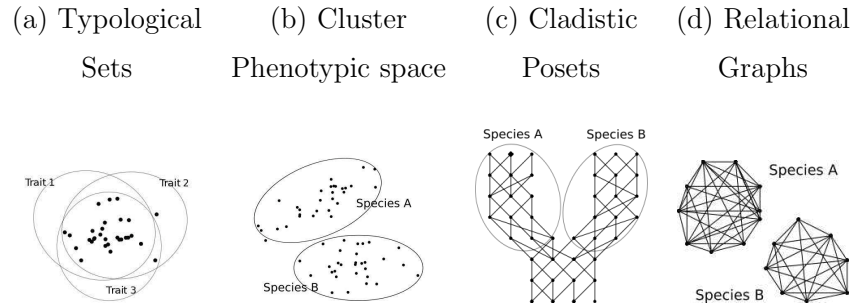 (a) Typological
Sets
(b) Cluster
Phenotypic space
(c) Cladistic
Posets
(d) Relational
Graphs
Trait 1
Trait 2
Trait 3
Species A
Species B
Species A
Species B
Species A
Species B